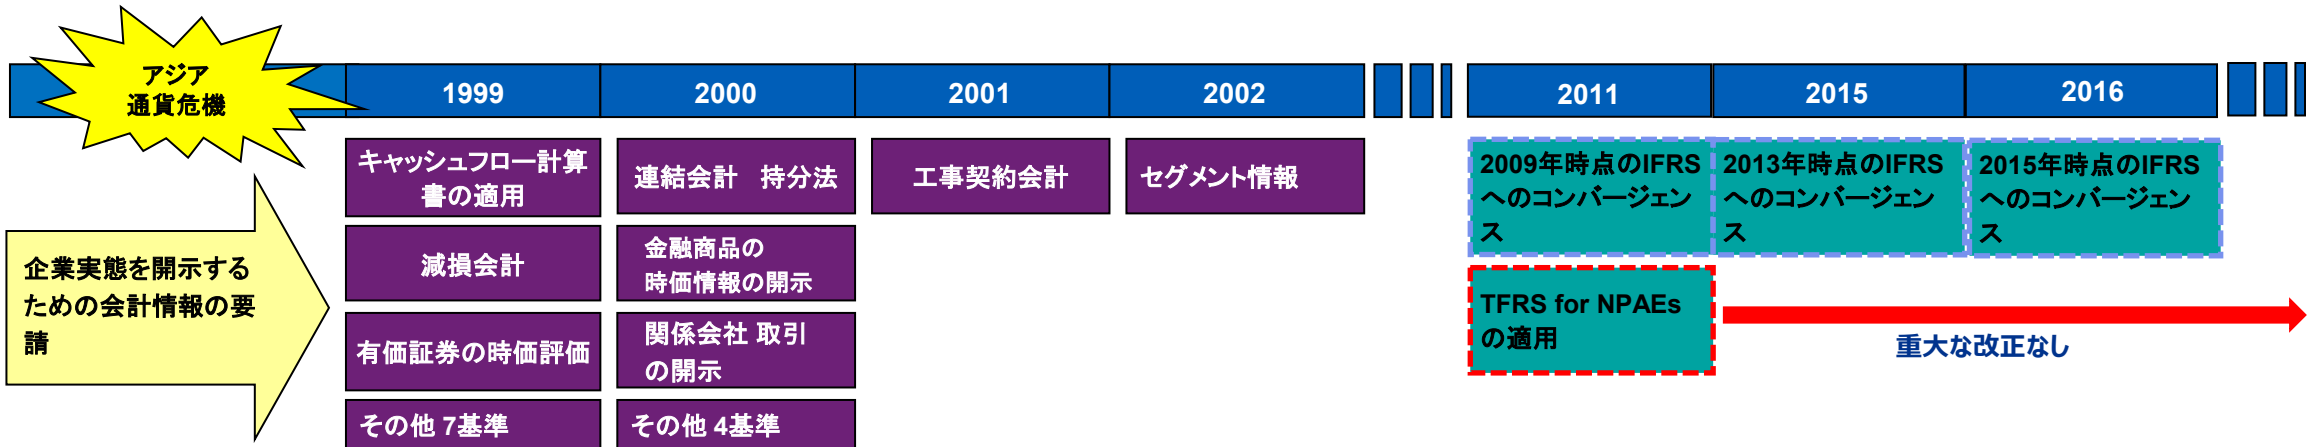 アジア
通貨危機
1999
2000
2001
2002
2011
2015
2016
企業実態を開示する
ための会計情報の要
請
キャッシュフロー計算
書の適用
減損会計
有価証券の時価評価
その他 7基準
連結会計　持分法
金融商品の
時価情報の開示
関係会社 取引
の開示
その他 4基準
工事契約会計
セグメント情報
2009年時点のIFRS
へのコンバージェン
ス
TFRS for NPAEs
の適用
2013年時点のIFRS
へのコンバージェン
ス
2015年時点のIFRS
へのコンバージェン
ス
重大な改正なし